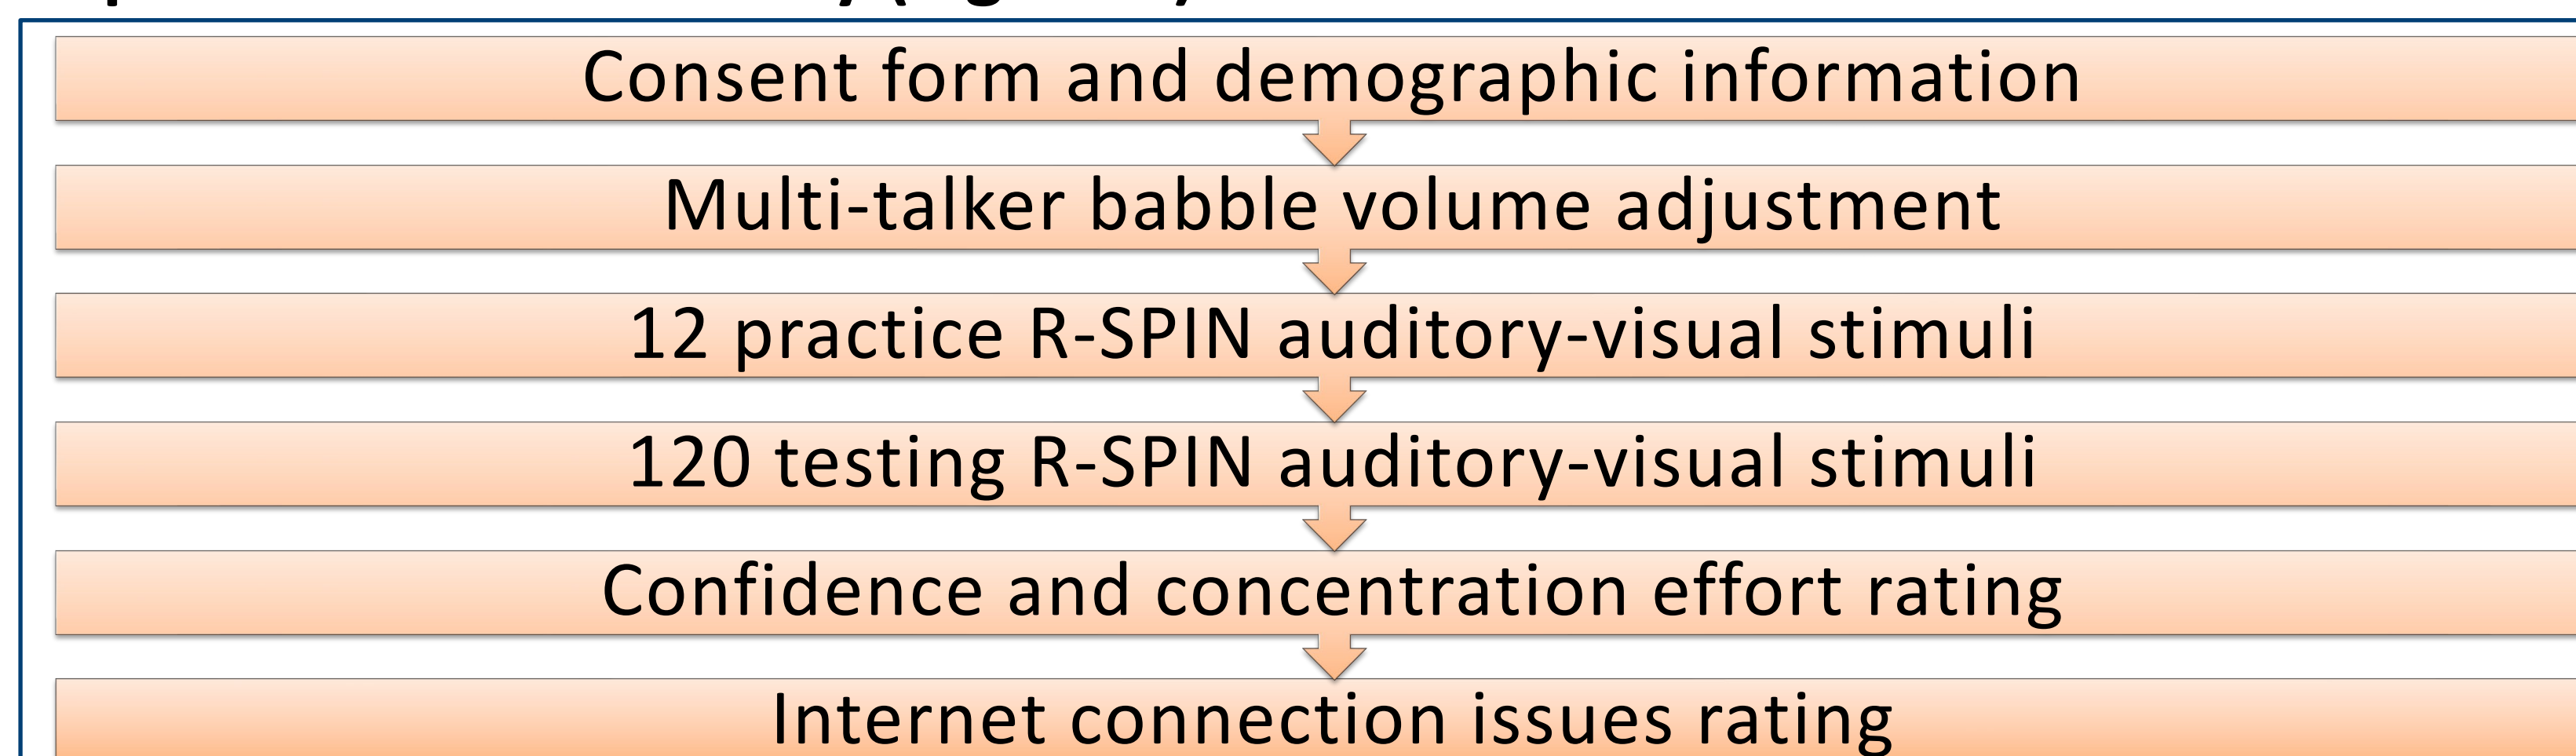 Consent form and demographic information
Multi-talker babble volume adjustment
12 practice R-SPIN auditory-visual stimuli
120 testing R-SPIN auditory-visual stimuli
Confidence and concentration effort rating
Internet connection issues rating